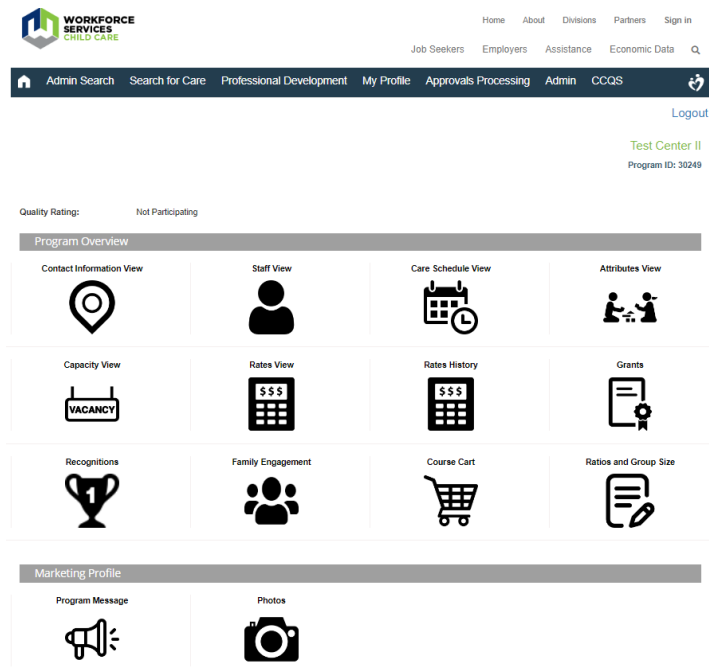 WORKFORCE
SERVICES
CHILD CARE
Home About Divisions Partners Sign in
Job Seekers Employers Assistance Economic Data
Admin Search Search for Care Professional Development My Profile Approvals Processing Admin CCQS
Logout
Test Center II
Program ID: 30249
Quality Rating: Not Participating
Program Overview
Contact Information View Staff View Care Schedule View Attributes View
Capacity View Rates View Rates History Grants
VACANCY $$$ $$$
Recognitions Family Engagement Course Cart Ratios and Group Size
1
Marketing Profile
Program Message Photos